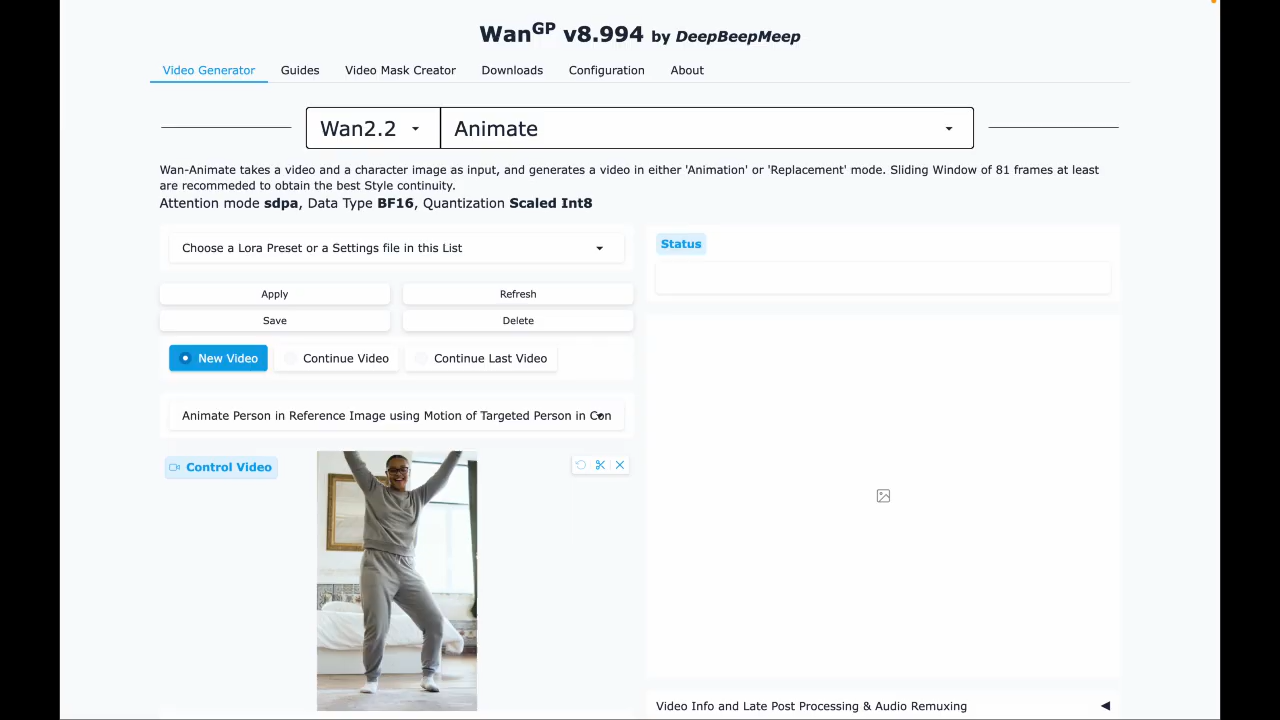 Wan^GP v8.994 by DeepBeepMeep
Video Generator Guides Video Mask Creator Downloads Configuration About
Wan2.2 Animate
Wan-Animate takes a video and a character image as input, and generates a video in either 'Animation' or 'Replacement' mode. Sliding Window of 81 frames at least
are recommeded to obtain the best Style continuity.
Attention mode sdpa, Data Type BF16, Quantization Scaled Int8
Choose a Lora Preset or a Settings file in this List
Status
Apply Refresh
Save Delete
New Video Continue Video Continue Last Video
Animate Person in Reference Image using Motion of Targeted Person in Con
Control Video
Video Info and Late Post Processing & Audio Remuxing